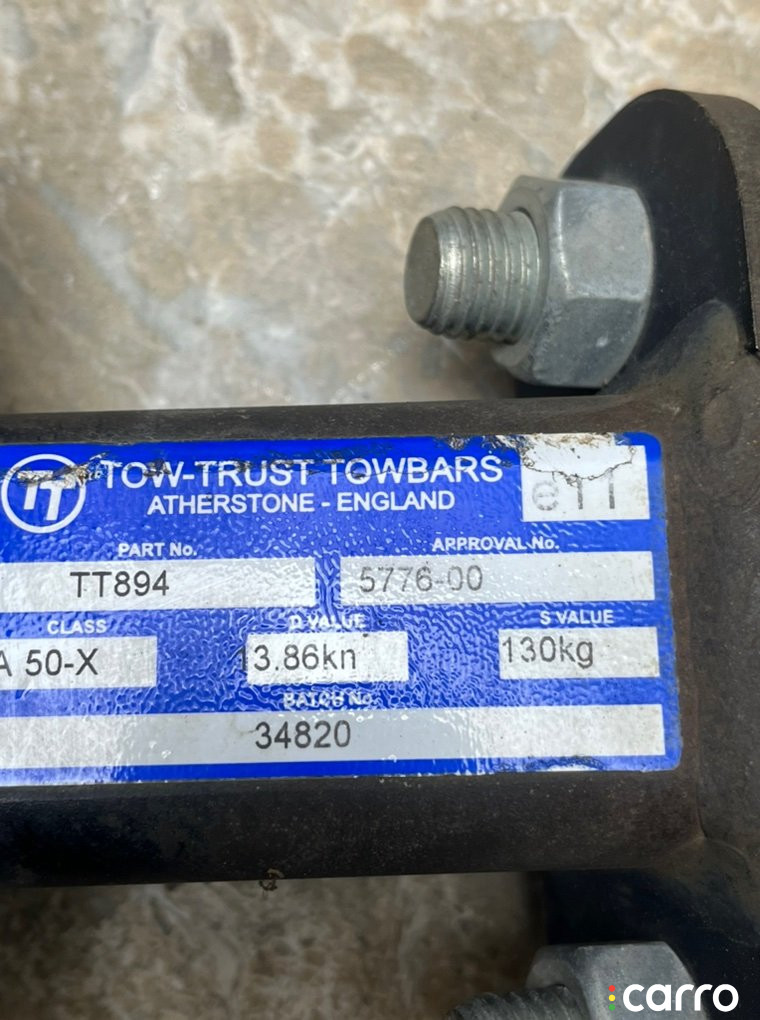 TT TOW-TRUST TOWBARS
ATHERSTONE - ENGLAND
e11
PART No.
APPROVAL No.
TT894
5776-00
CLASS
D VALUE
S VALUE
A 50-X
13.86kn
130kg
BATCH No.
34820
carro